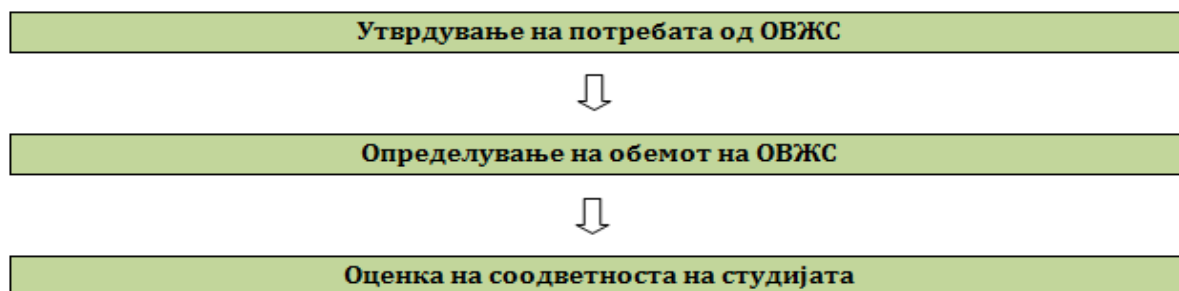 Утврдување на потребата од ОВЖС
Определување на обемот на ОВЖС
Оценка на соодветноста на студијата